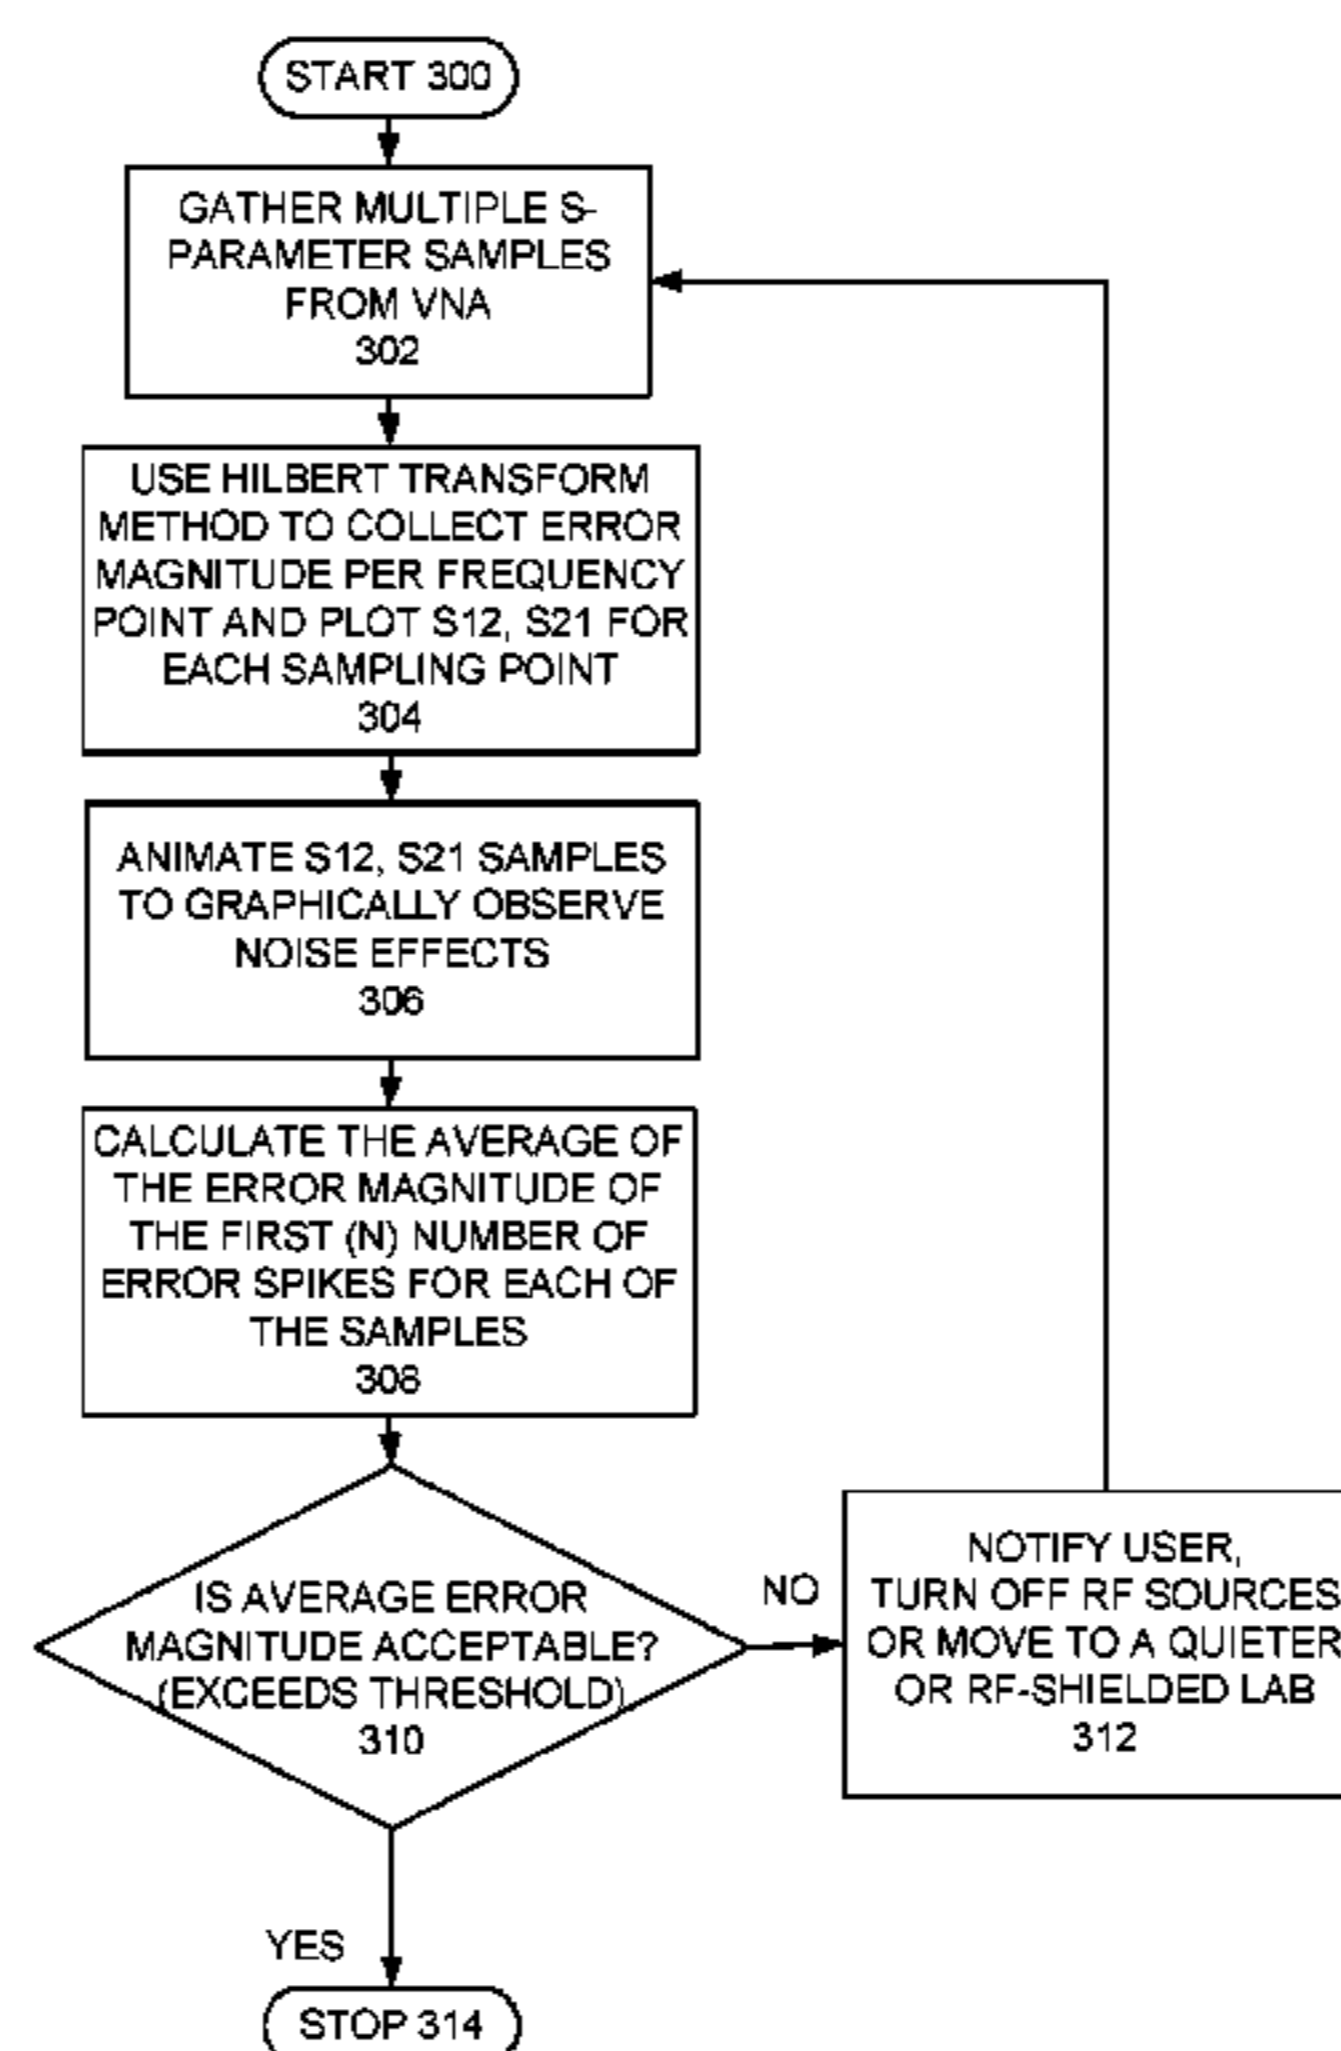 START 300
GATHER MULTIPLE S-
PARAMETER SAMPLES
FROM VNA
302
USE HILBERT TRANSFORM
METHOD TO COLLECT ERROR
MAGNITUDE PER FREQUENCY
POINT AND PLOT S12, S21 FOR
EACH SAMPLING POINT
304
ANIMATE S12, S21 SAMPLES
TO GRAPHICALLY OBSERVE
NOISE EFFECTS
306
CALCULATE THE AVERAGE OF
THE ERROR MAGNITUDE OF
THE FIRST (N) NUMBER OF
ERROR SPIKES FOR EACH OF
THE SAMPLES
308
IS AVERAGE ERROR
MAGNITUDE ACCEPTABLE?
(EXCEEDS THRESHOLD)
310
NO
NOTIFY USER,
TURN OFF RF SOURCES
OR MOVE TO A QUIETER
OR RF-SHIELDED LAB
312
YES
STOP 314